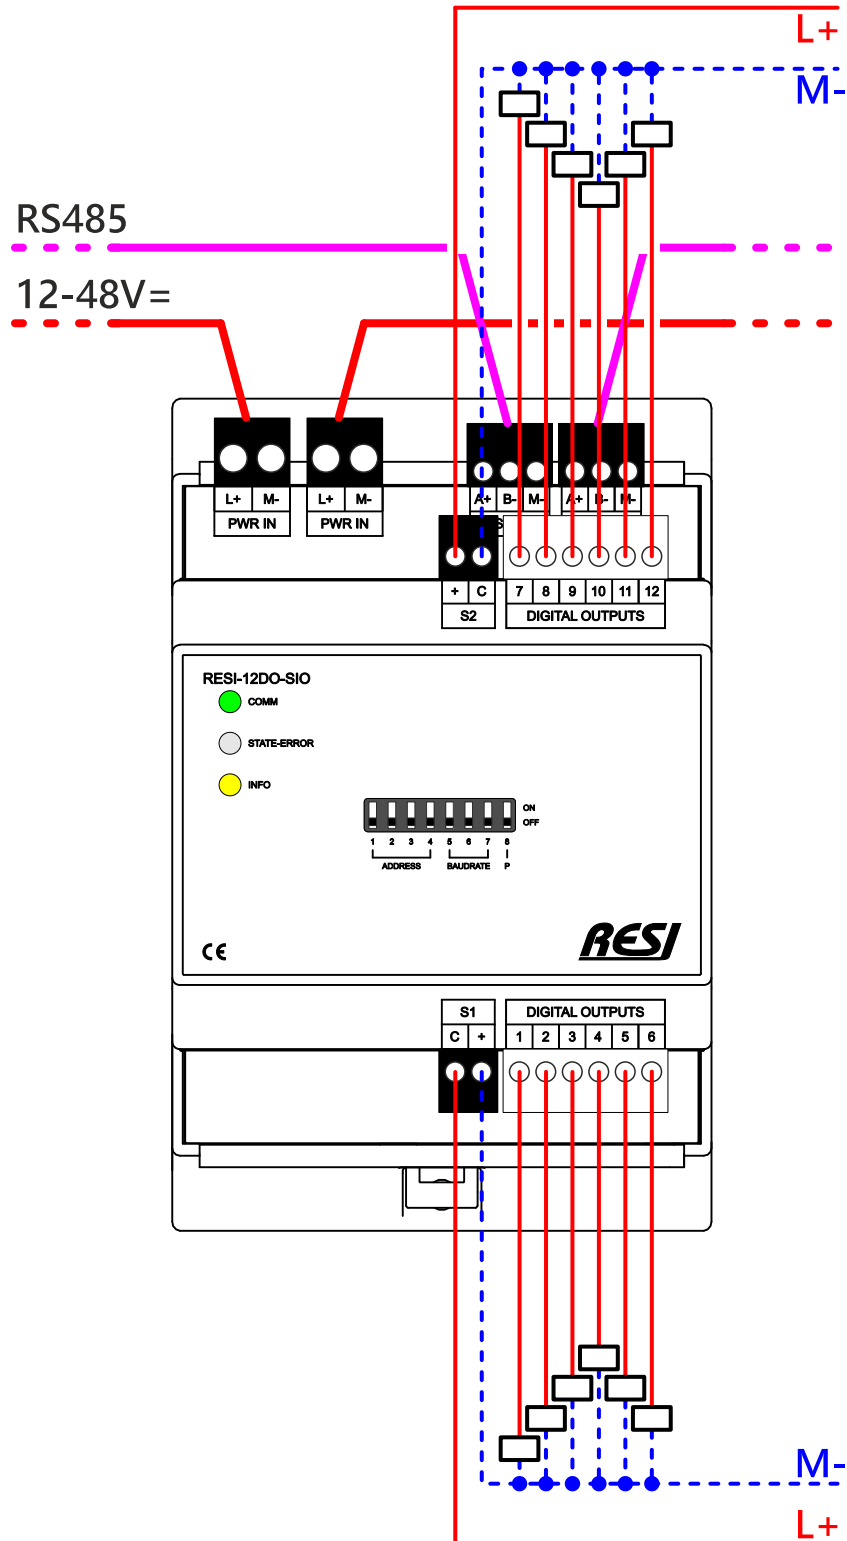 L+
M-
RS485
12-48V=
L+ M- L+ M- A+ B- M- A+ B- M-
PWR IN PWR IN
+ C 7 8 9 10 11 12
S2 DIGITAL OUTPUTS
RESI-12DO-SIO
COMM
STATE-ERROR
INFO
ON
OFF
1 2 3 4 5 6 7 8
ADDRESS BAUDRATE P
CE RESI
S1 DIGITAL OUTPUTS
C + 1 2 3 4 5 6
M-
L+